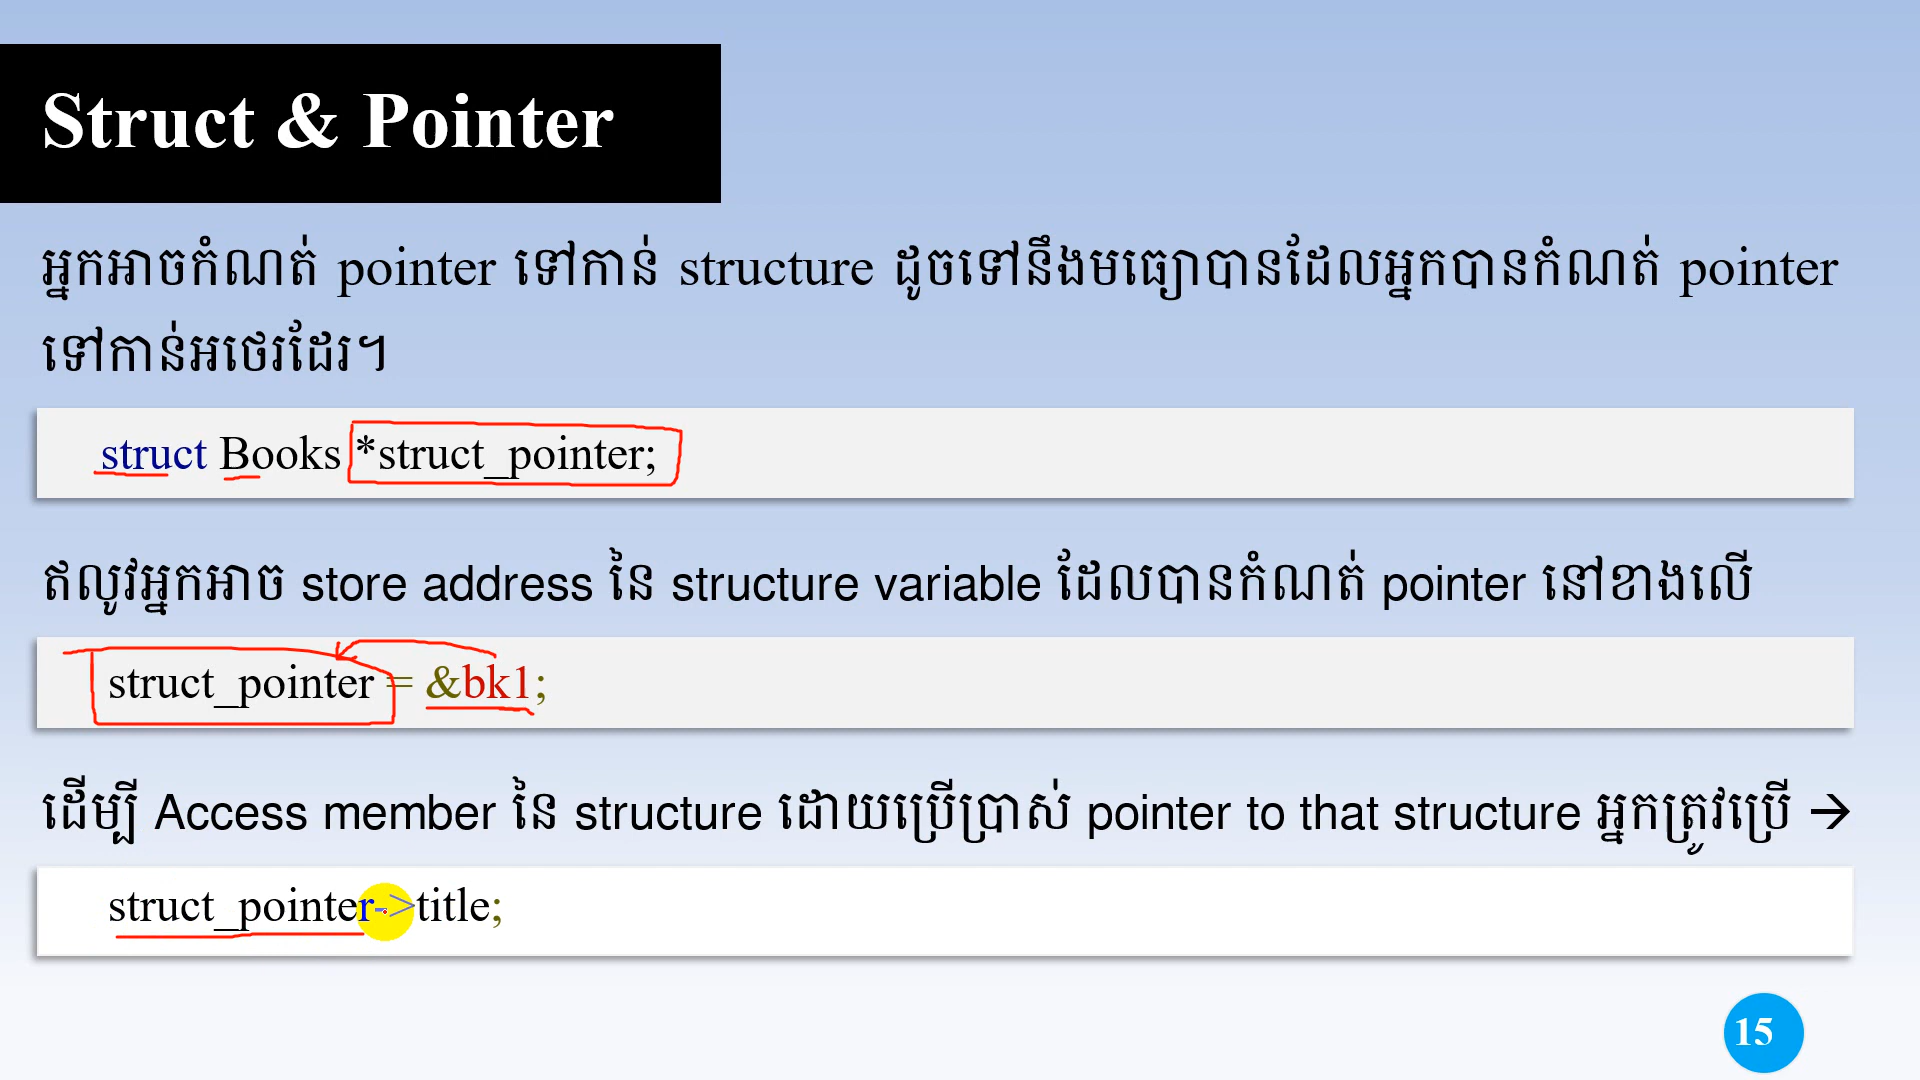 Struct & Pointer
អ្នកអាចកំណត់ pointer ទៅកាន់ structure ដូចទៅនឹងមធ្យោបានដែលអ្នកបានកំណត់ pointer
ទៅកាន់អថេរដែរ។
struct Books *struct_pointer;
ឥលូវអ្នកអាច store address នៃ structure variable ដែលបានកំណត់ pointer នៅខាងលើ
struct_pointer = &bk1;
ដើម្បី Access member នៃ structure ដោយប្រើប្រាស់ pointer to that structure អ្នកត្រូវប្រើ →
struct_pointer->title;
15